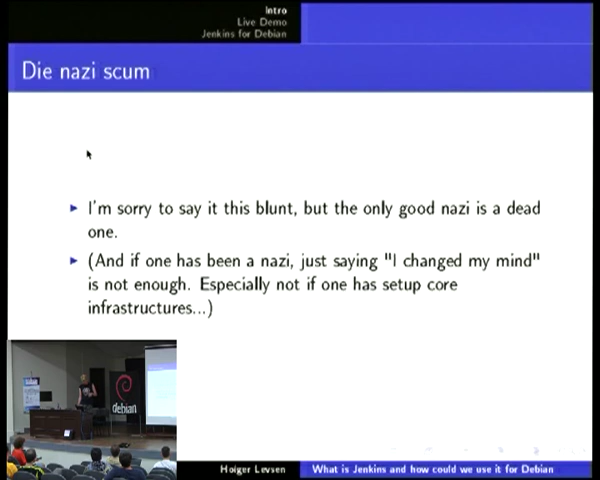 Intro
Live Demo
Jenkins for Debian
Die nazi scum
I'm sorry to say it this blunt, but the only good nazi is a dead
one.
(And if one has been a nazi, just saying "I changed my mind"
is not enough. Especially not if one has setup core
infrastructures...)
debian
Holger Levsen
What is Jenkins and how could we use it for Debian